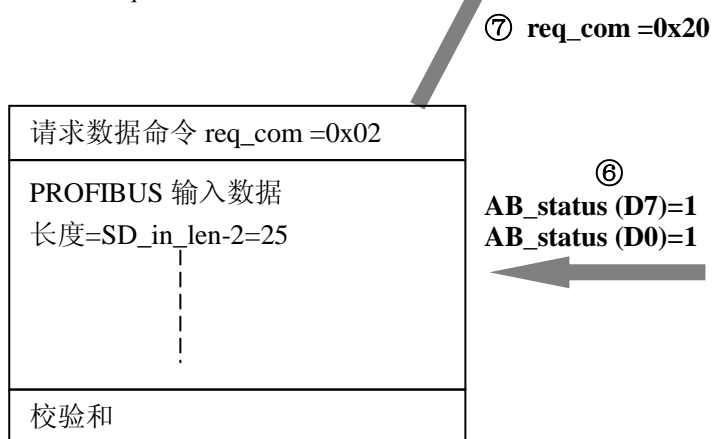 ⑦ req_com =0x20
请求数据命令 req_com =0x02
PROFIBUS 输入数据
长度=SD_in_len-2=25
⑥
AB_status (D7)=1
AB_status (D0)=1
校验和